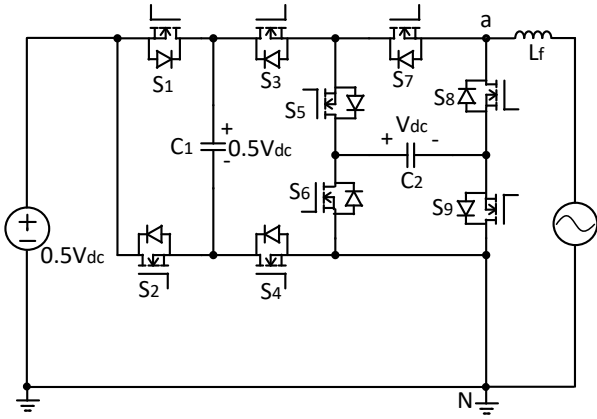 a
S1
S3
S7
Lf
S5
S8
+
Vdc
+
-
C1
0.5Vdc
-
C2
S6
S9
+
−
0.5Vdc
S2
S4
N